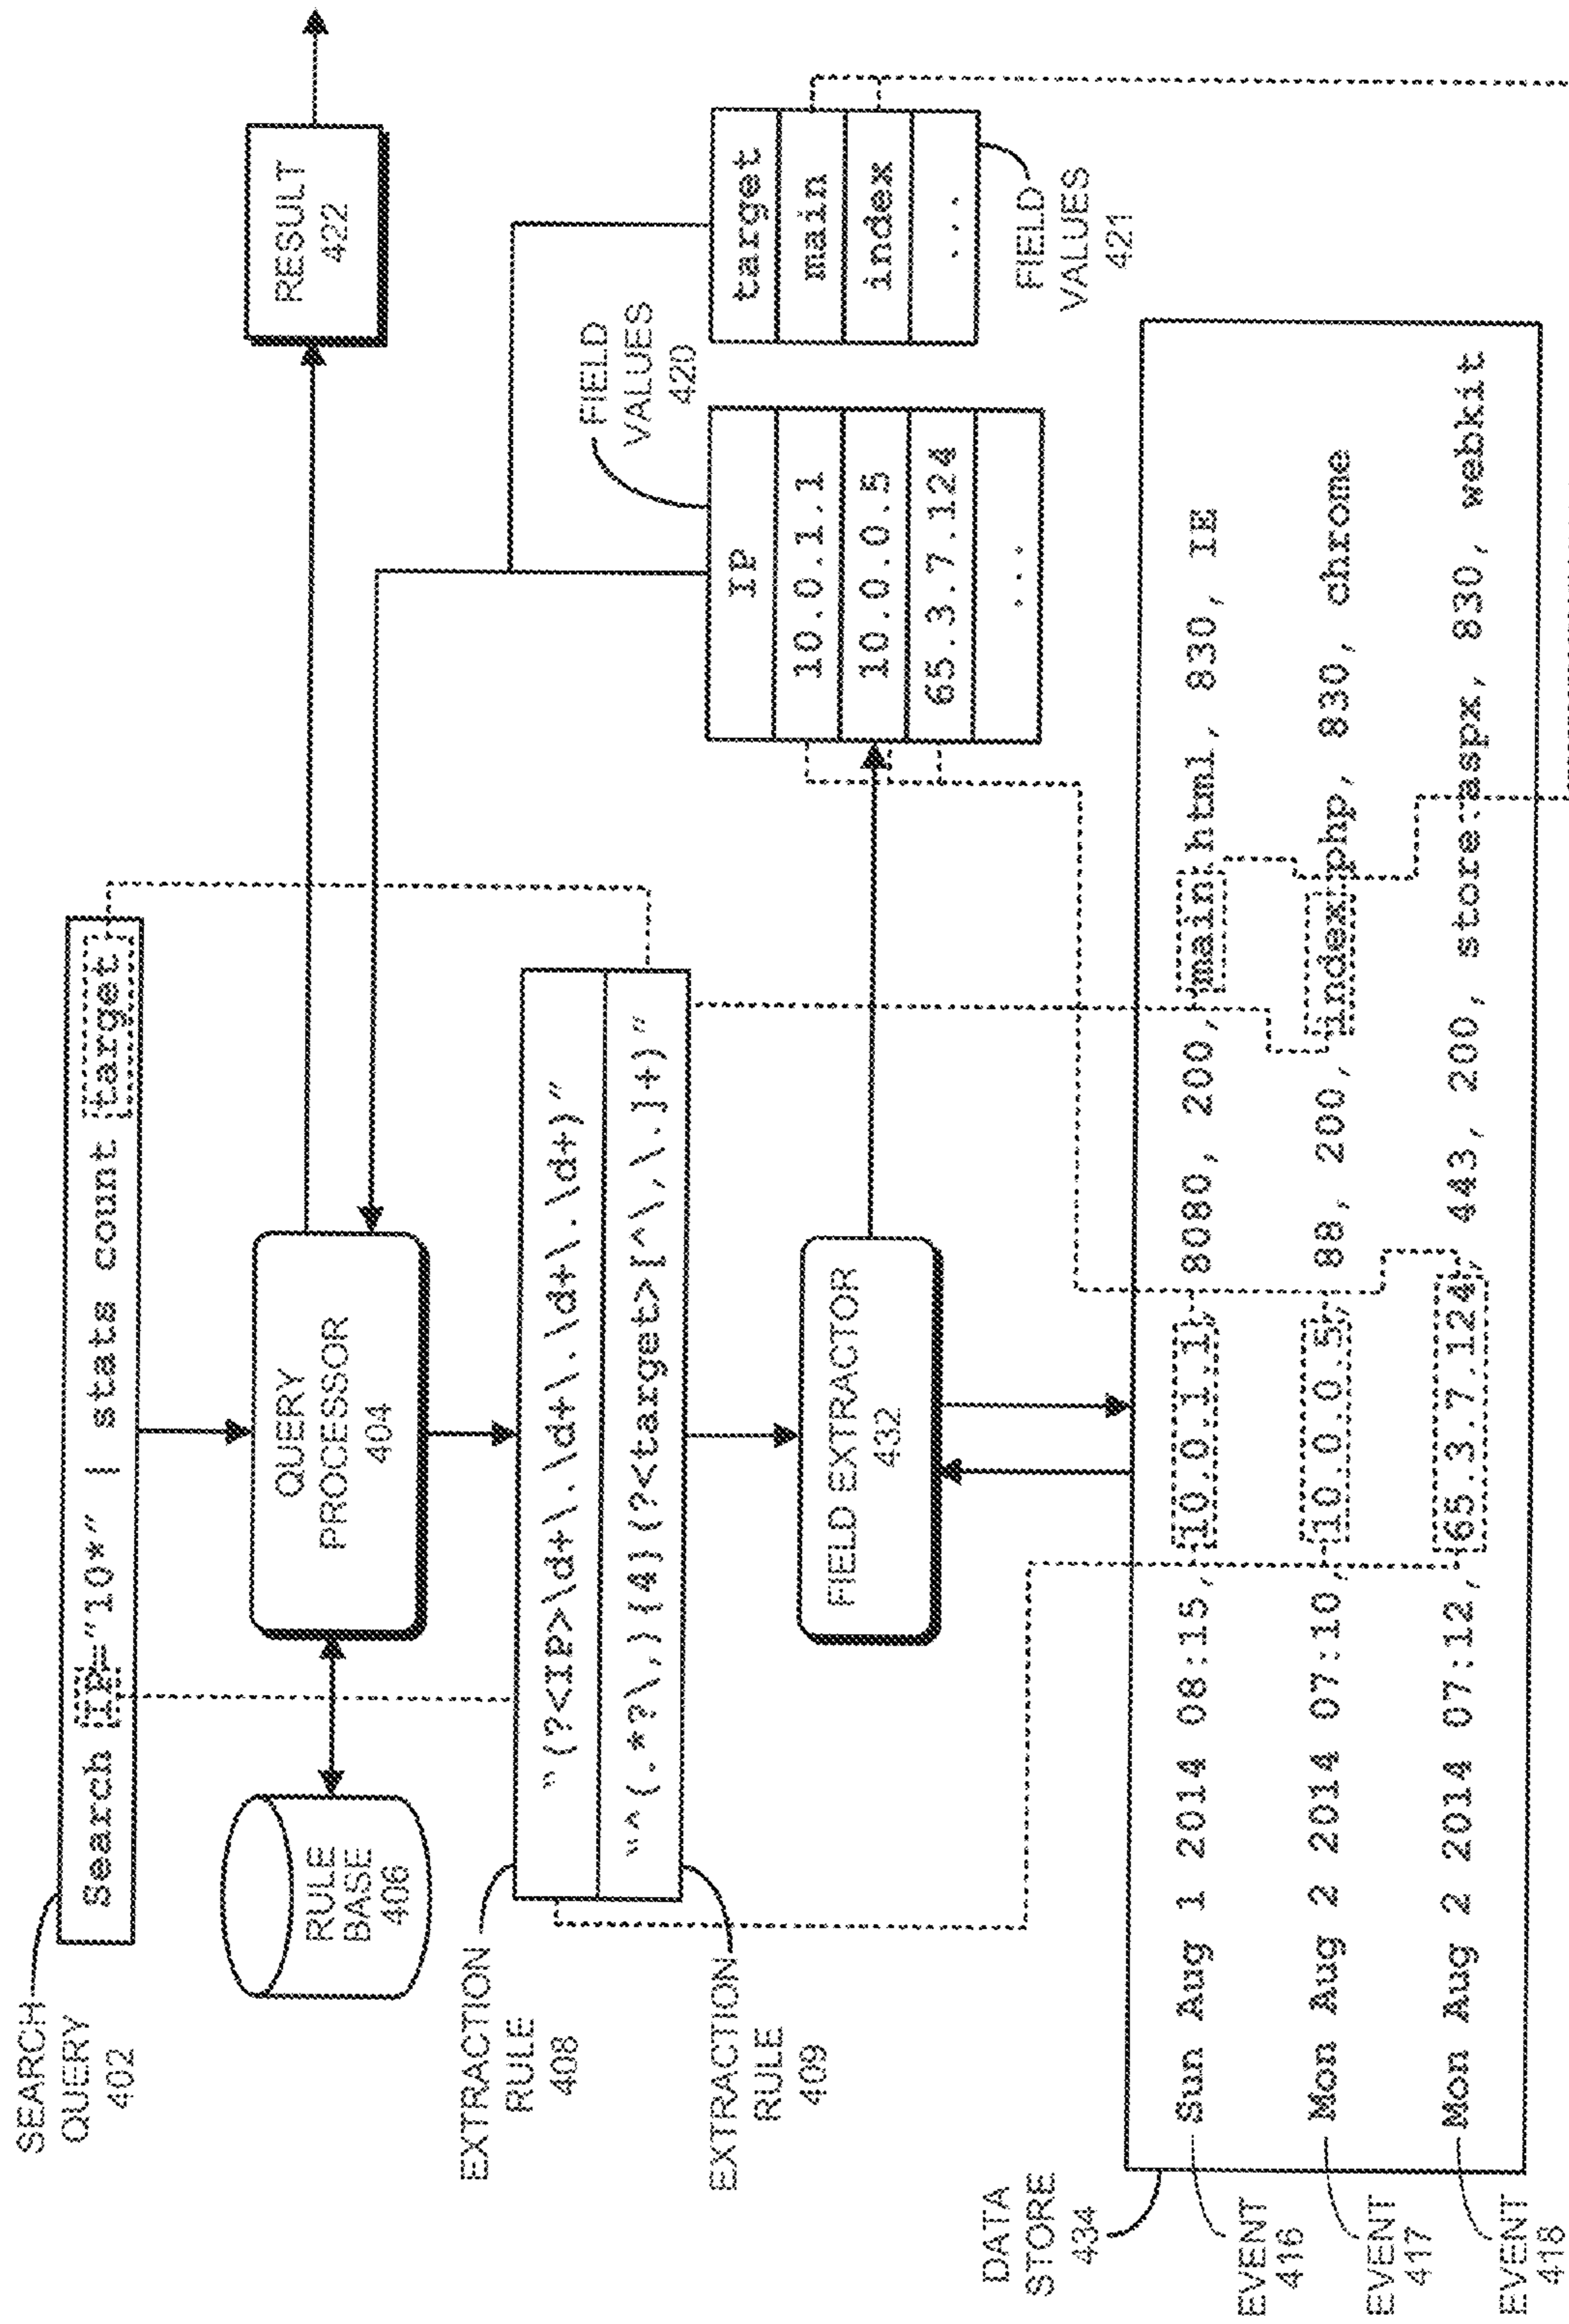 SEARCH
QUERY
402
Search IP="10*" | stats count target
RULE
BASE
406
QUERY
PROCESSOR
404
RESULT
422
EXTRACTION
RULE
408
"(?<IP>\d+\.\d+\.\d+\.\d+)"
"^(.*?\,){4}(?<target>[^\,\.]+)"
EXTRACTION
RULE
409
FIELD EXTRACTOR
432
FIELD
VALUES
420
IP
10.0.1.1
10.0.0.5
65.3.7.124
...
target
main
index
...
FIELD
VALUES
421
DATA
STORE
434
EVENT
416
Sun Aug 1 2014 08:15, 10.0.1.1, 8080, 200, main.html, 830, IE
EVENT
417
Mon Aug 2 2014 07:10, 10.0.0.5, 88, 200, index.php, 830, chrome
EVENT
418
Mon Aug 2 2014 07:12, 65.3.7.124, 443, 200, store.aspx, 830, webkit